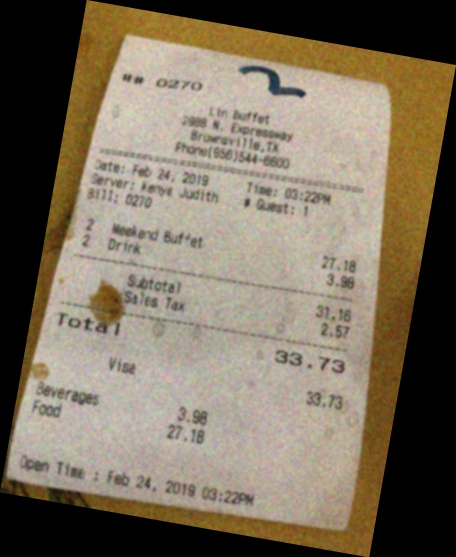 ## 0270
Lin Buffet
2988 N. Expressway
Brownsville,TX
Phone(956)544-6600
Date: Feb 24, 2019 Time: 03:22PM
Server: Kenya Judith # Guest: 1
Bill: 0270
2 Weekend Buffet 27.18
2 Drink 3.98
Subtotal 31.16
Sales Tax 2.57
Total 33.73
Visa 33.73
Beverages 3.98
Food 27.18
Open Time : Feb 24, 2019 03:22PM